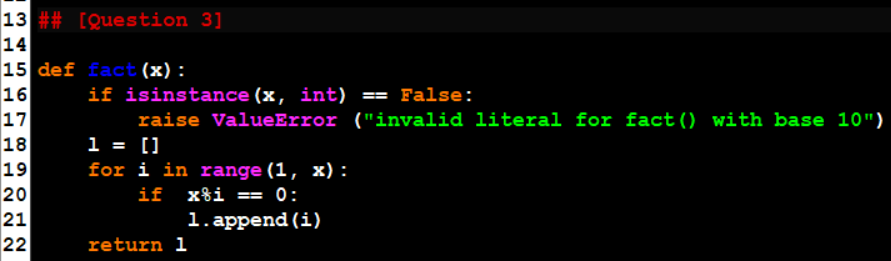 13 ## [Question 3]
14
15 def fact(x):
16     if isinstance(x, int) == False:
17         raise ValueError ("invalid literal for fact() with base 10")
18     l = []
19     for i in range(1, x):
20         if  x%i == 0:
21             l.append(i)
22     return l